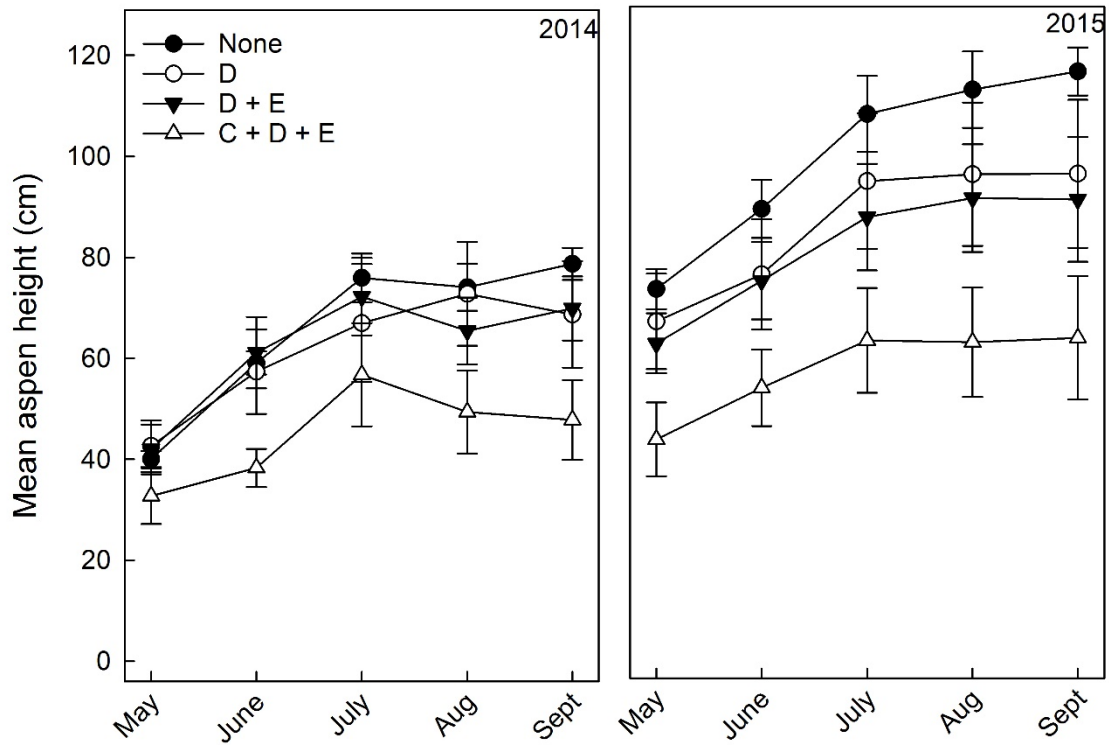 2014
2015
None
D
D + E
C + D + E
Mean aspen height (cm)
120
100
80
60
40
20
0
May
June
July
Aug
Sept
May
June
July
Aug
Sept